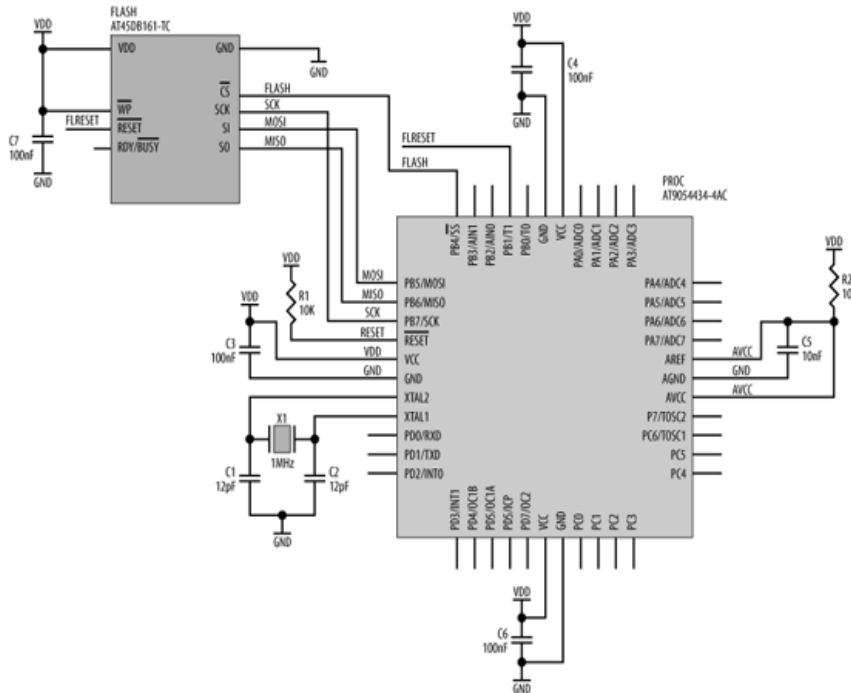 FLASH
AT45DB161-TC
VDD
VDD
GND
GND
CS
FLASH
WP
SCK
SCK
FLRESET
RESET
SI
MOSI
RDY/BUSY
SO
MISO
C7
100nF
GND
VDD
C4
100nF
GND
FLRESET
FLASH
PROC
AT9054434-4AC
PB4/SS
PB3/AIN1
PB2/AIN0
PB1/T1
PB0/T0
GND
VCC
PA0/ADC0
PA1/ADC1
PA2/ADC2
PA3/ADC3
MOSI
PB5/MOSI
MISO
PB6/MISO
SCK
PB7/SCK
RESET
RESET
VDD
VCC
GND
GND
XTAL2
XTAL1
PD0/RXD
PD1/TXD
PD2/INT0
VDD
R1
10K
VDD
C3
100nF
X1
1MHz
C1
12pF
C2
12pF
GND
PA4/ADC4
PA5/ADC5
PA6/ADC6
PA7/ADC7
AREF
AVCC
AGND
GND
AVCC
AVCC
P7/TOSC2
PC6/TOSC1
PC5
PC4
VDD
R2
10
C5
10nF
PD3/INT1
PD4/OC1B
PD5/OC1A
PD5/ICP
PD7/OC2
VCC
GND
PC0
PC1
PC2
PC3
VDD
C6
100nF
GND